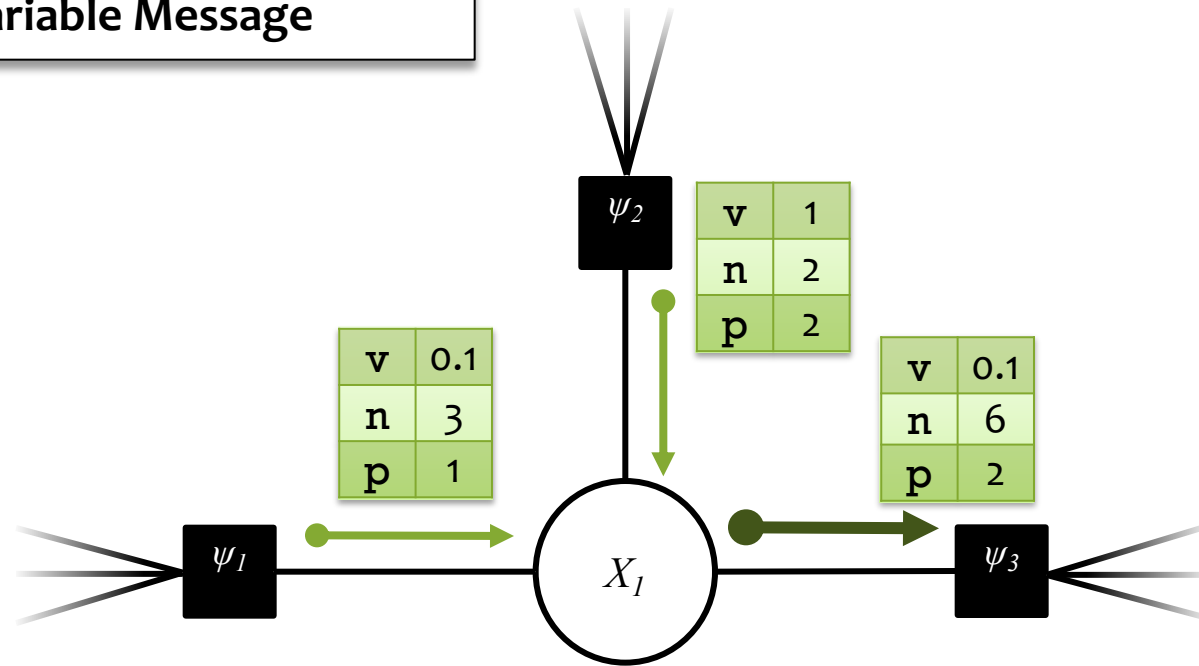 ariable Message
ψ2
v 1
n 2
p 2
v 0.1
n 3
p 1
v 0.1
n 6
p 2
ψ1
X1
ψ3